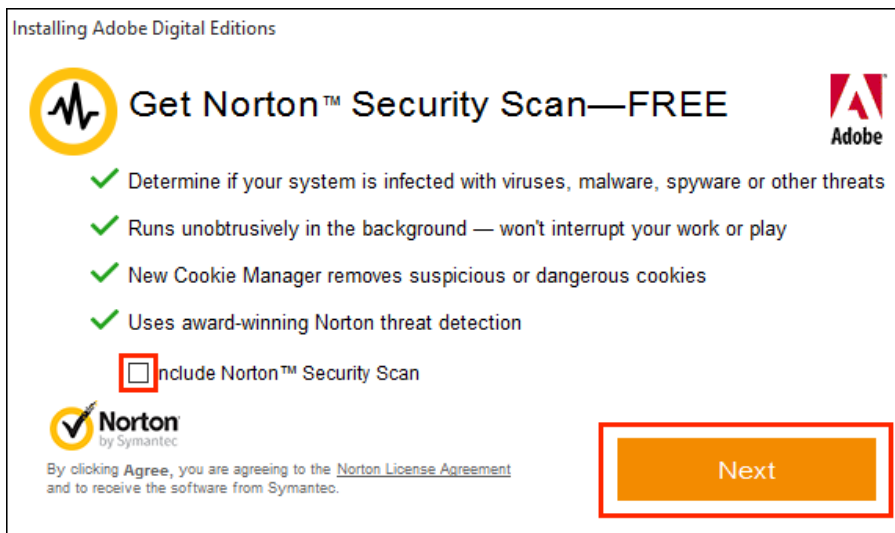 Installing Adobe Digital Editions
Get Norton™ Security Scan—FREE
Adobe
Determine if your system is infected with viruses, malware, spyware or other threats
Runs unobtrusively in the background — won't interrupt your work or play
New Cookie Manager removes suspicious or dangerous cookies
Uses award-winning Norton threat detection
nclude Norton™ Security Scan
Norton
by Symantec
By clicking Agree, you are agreeing to the Norton License Agreement
and to receive the software from Symantec.
Next